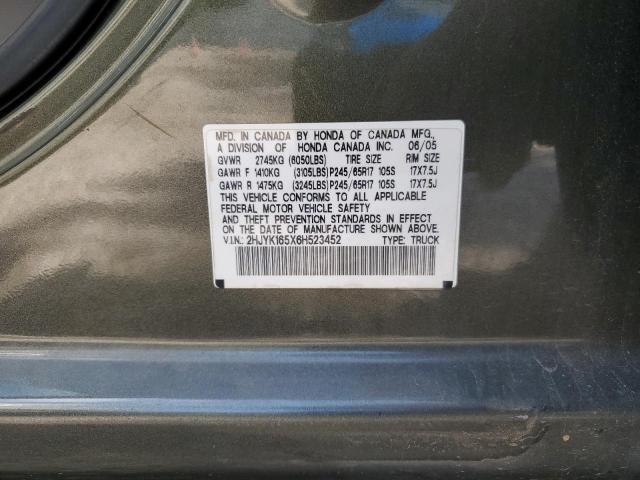 MFD. IN CANADA BY HONDA OF CANADA MFG.,
A DIVISION OF HONDA CANADA INC. 06/05
GVWR 2745KG (6050LBS) TIRE SIZE RIM SIZE
GAWR F 1410KG (3105LBS)P245/65R17 105S 17X7.5J
GAWR R 1475KG (3245LBS)P245/65R17 105S 17X7.5J
THIS VEHICLE CONFORMS TO ALL APPLICABLE
FEDERAL MOTOR VEHICLE SAFETY
AND THEFT PREVENTION STANDARDS IN EFFECT
ON THE DATE OF MANUFACTURE SHOWN ABOVE.
V.I.N.: 2HJYK165X6H523452 TYPE: TRUCK